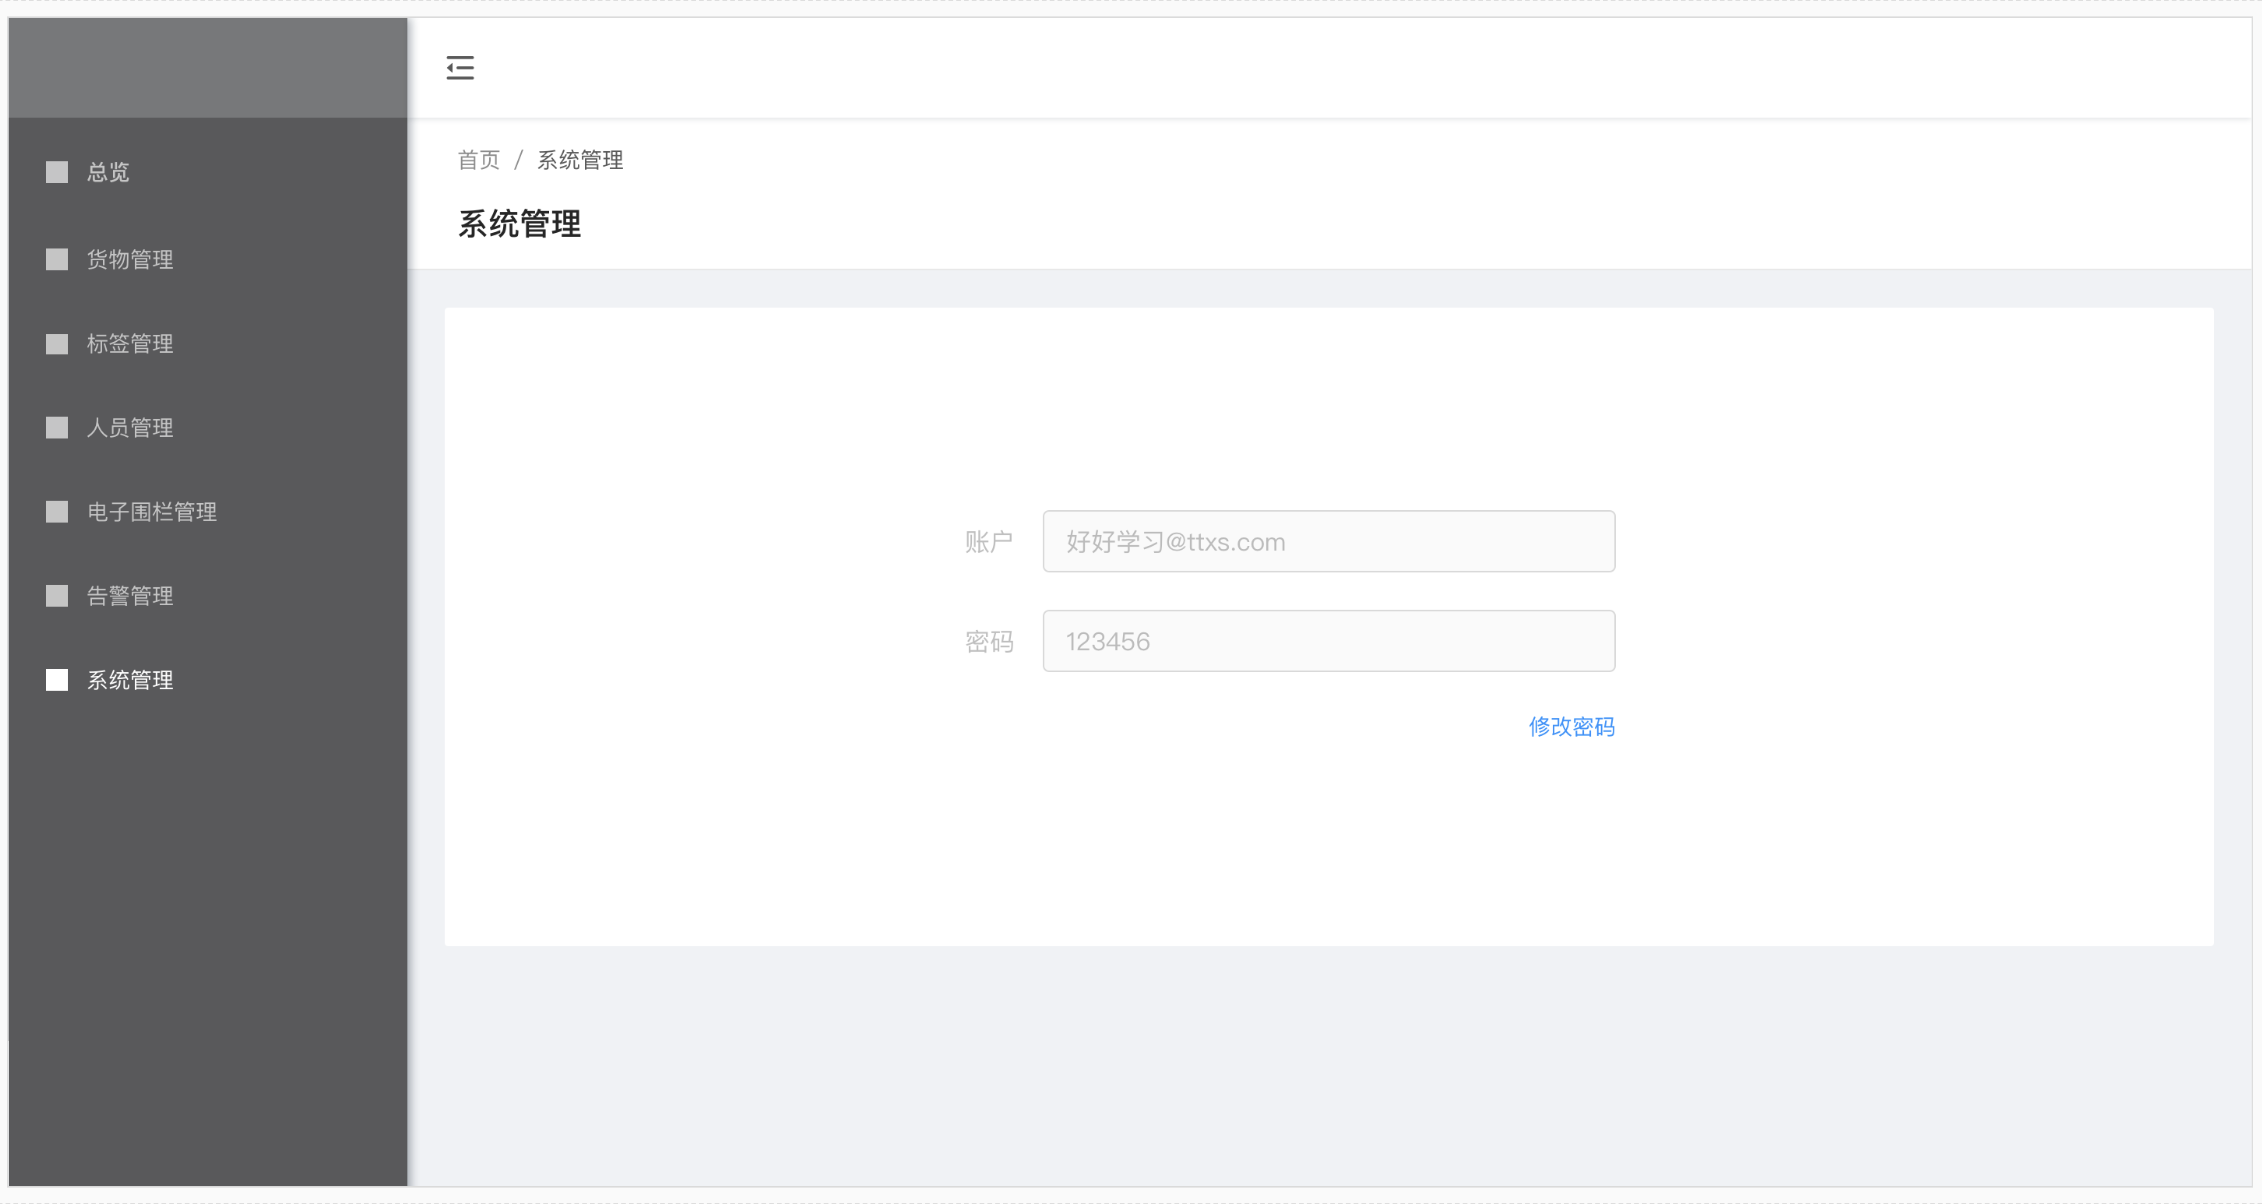 总览
货物管理
标签管理
人员管理
电子围栏管理
告警管理
系统管理
首页 / 系统管理
系统管理
账户 好好学习@ttxs.com
密码 123456
修改密码